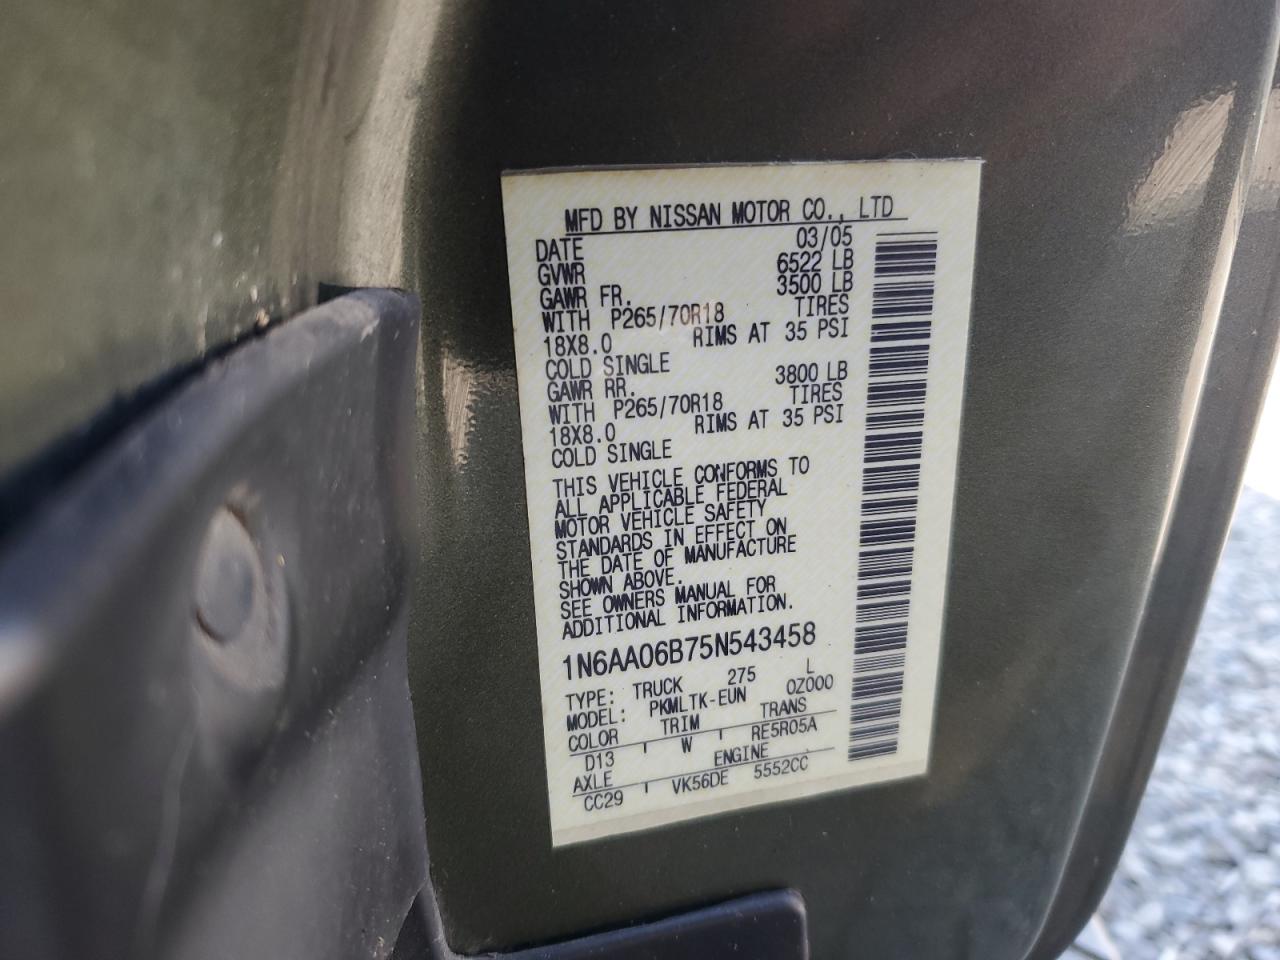 MFD BY NISSAN MOTOR CO., LTD
DATE 03/05
GVWR 6522 LB
GAWR FR. 3500 LB
WITH P265/70R18 TIRES
18X8.0 RIMS AT 35 PSI
COLD SINGLE
GAWR RR. 3800 LB
WITH P265/70R18 TIRES
18X8.0 RIMS AT 35 PSI
COLD SINGLE
THIS VEHICLE CONFORMS TO
ALL APPLICABLE FEDERAL
MOTOR VEHICLE SAFETY
STANDARDS IN EFFECT ON
THE DATE OF MANUFACTURE
SHOWN ABOVE.
SEE OWNERS MANUAL FOR
ADDITIONAL INFORMATION.
1N6AA06B75N543458
TYPE: TRUCK 275 L
MODEL: PKMLTK-EUN 0Z000
COLOR TRIM TRANS
D13 W RE5R05A
AXLE ENGINE
CC29 VK56DE 5552CC